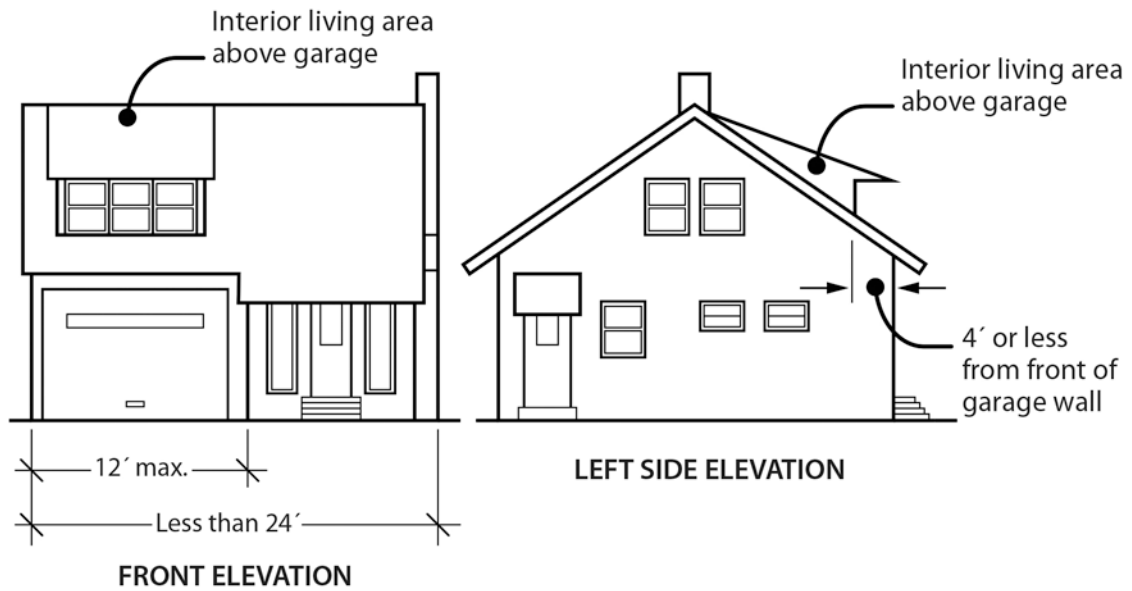 Interior living area
above garage
Interior living area
above garage
4´ or less
from front of
garage wall
12´ max.
Less than 24´
LEFT SIDE ELEVATION
FRONT ELEVATION